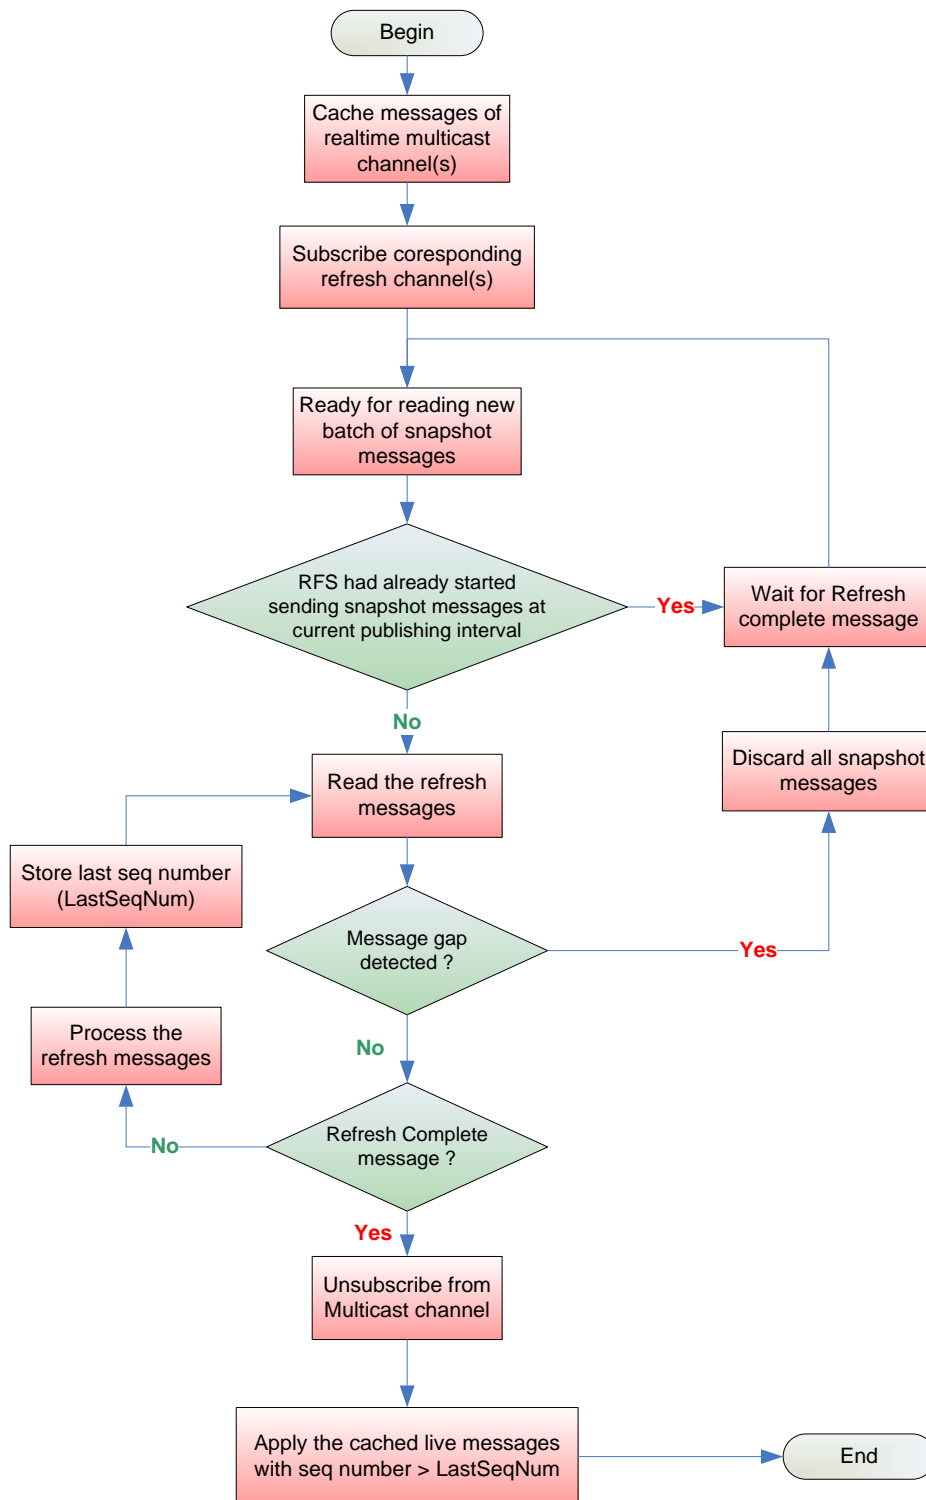 Begin
Cache messages of
realtime multicast
channel(s)
Subscribe coresponding
refresh channel(s)
Ready for reading new
batch of snapshot
messages
RFS had already started
sending snapshot messages at
current publishing interval
Yes
Wait for Refresh
complete message
No
Read the refresh
messages
Discard all snapshot
messages
Store last seq number
(LastSeqNum)
Message gap
detected ?
Yes
Process the
refresh messages
No
Refresh Complete
message ?
No
Yes
Unsubscribe from
Multicast channel
Apply the cached live messages
with seq number > LastSeqNum
End